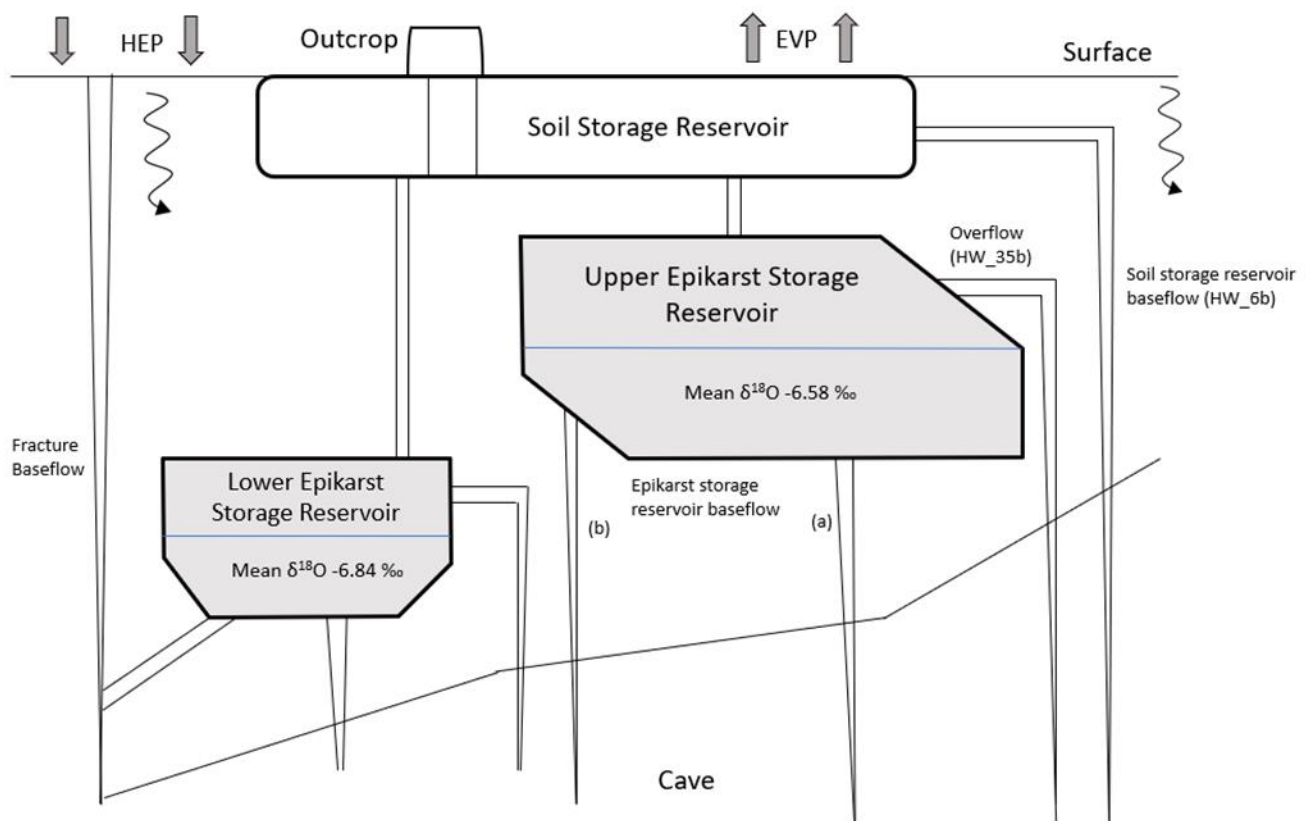 HEP
Outcrop
EVP
Surface
Soil Storage Reservoir
Overflow
(HW_35b)
Upper Epikarst Storage
Reservoir
Soil storage reservoir
baseflow (HW_6b)
Mean δ¹⁸O -6.58 ‰
Fracture
Baseflow
Lower Epikarst
Storage Reservoir
Epikarst storage
reservoir baseflow
(a)
(b)
Mean δ¹⁸O -6.84 ‰
Cave